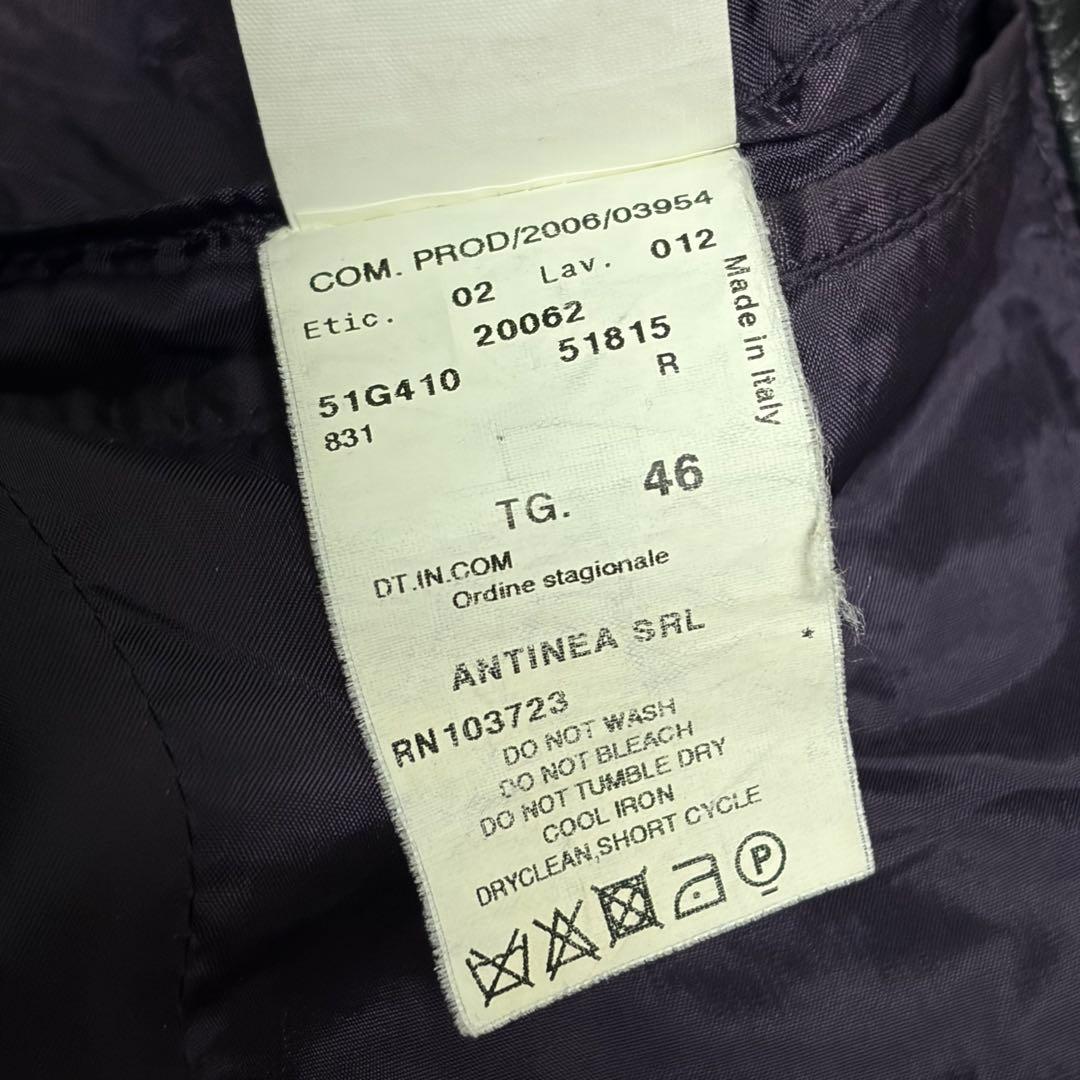 COM. PROD/2006/03954
Etic. 02 Lav. 012
20062
51G410 51815
831 R
Made in Italy
TG. 46
DT.IN.COM
Ordine stagionale
ANTINEA SRL
*
RN103723
DO NOT WASH
DO NOT BLEACH
DO NOT TUMBLE DRY
COOL IRON
DRYCLEAN,SHORT CYCLE
P